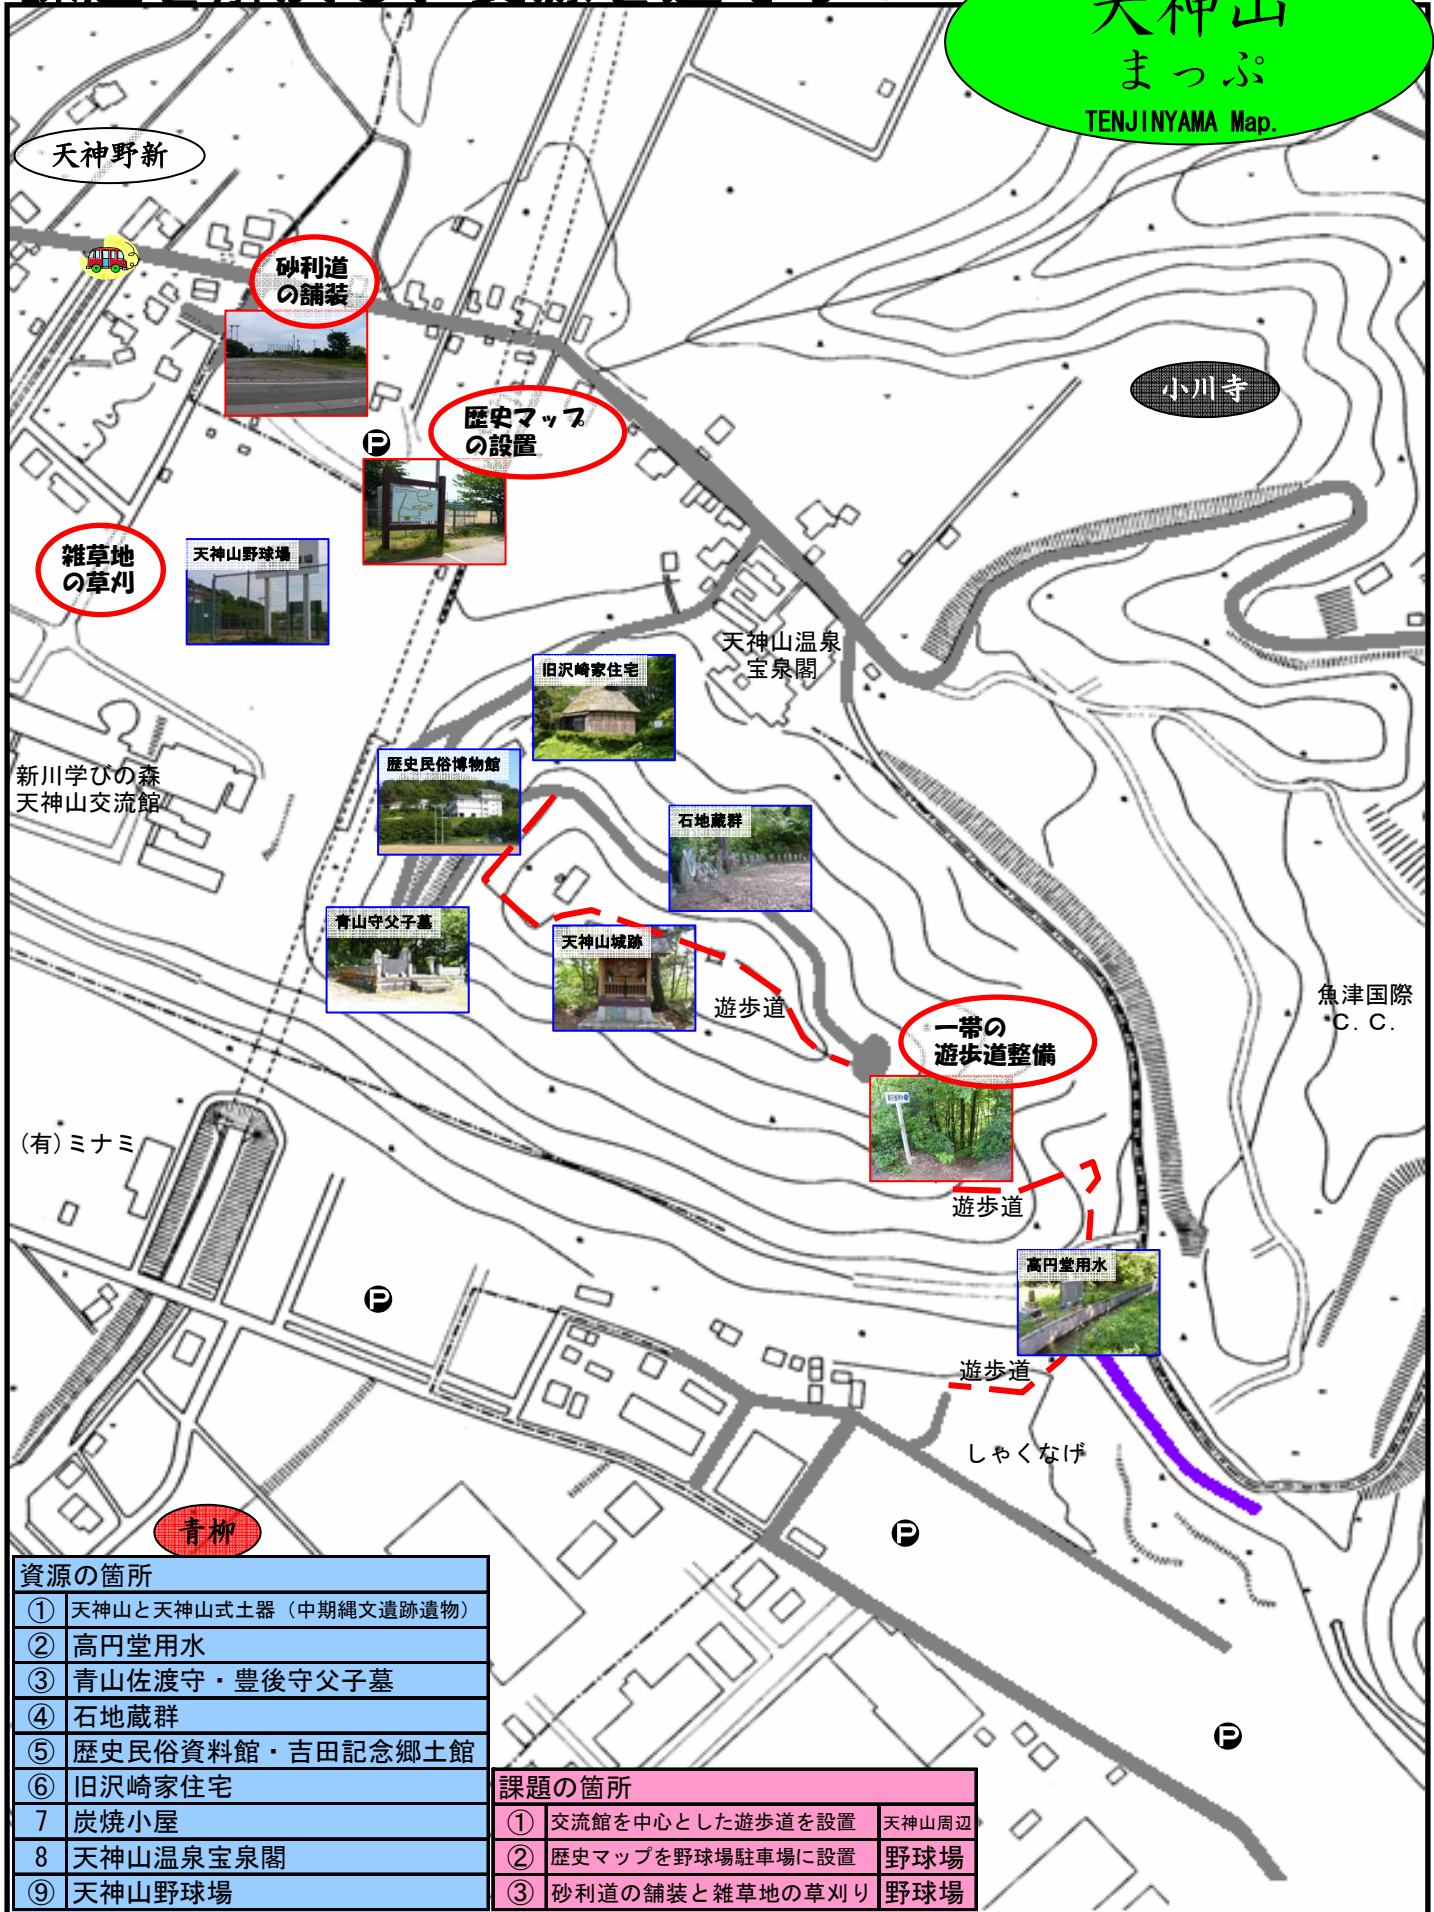 天神山
まっぷ
TENJINYAMA Map.
天神野新
砂利道
の舗装
小川寺
歴史マップ
の設置
P
雑草地
の草刈
天神山野球場
天神山温泉
宝泉閣
旧沢崎家住宅
新川学びの森
天神山交流館
歴史民俗博物館
石地蔵群
青山守父子墓
天神山城跡
遊歩道
魚津国際
C. C.
一帯の
遊歩道整備
(有)ミナミ
遊歩道
高円堂用水
P
遊歩道
しゃくなげ
青柳
P
P
資源の箇所
① 天神山と天神山式土器（中期縄文遺跡遺物）
② 高円堂用水
③ 青山佐渡守・豊後守父子墓
④ 石地蔵群
⑤ 歴史民俗資料館・吉田記念郷土館
⑥ 旧沢崎家住宅
7 炭焼小屋
8 天神山温泉宝泉閣
⑨ 天神山野球場
課題の箇所
① 交流館を中心とした遊歩道を設置 天神山周辺
② 歴史マップを野球場駐車場に設置 野球場
③ 砂利道の舗装と雑草地の草刈り 野球場